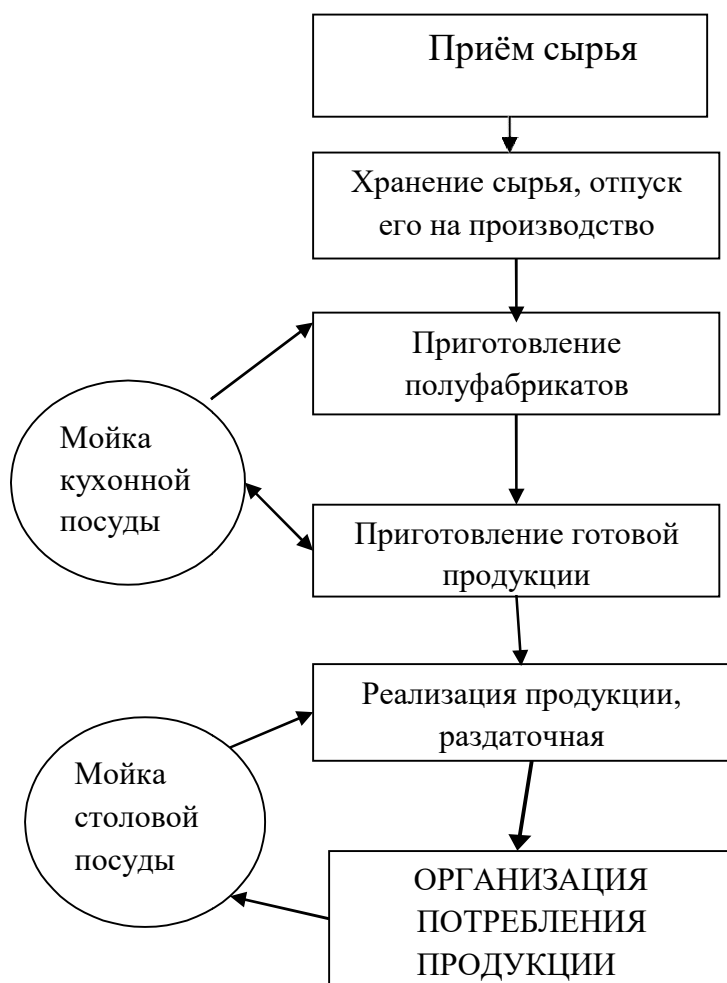 Приём сырья
Хранение сырья, отпуск
его на производство
Приготовление
полуфабрикатов
Мойка
кухонной
посуды
Приготовление готовой
продукции
Реализация продукции,
раздаточная
Мойка
столовой
посуды
ОРГАНИЗАЦИЯ
ПОТРЕБЛЕНИЯ
ПРОДУКЦИИ